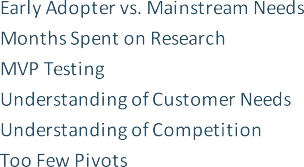 Early Adopter vs. Mainstream Needs
Months Spent on Research
MVP Testing
Understanding of Customer Needs
Understanding of Competition
Too Few Pivots